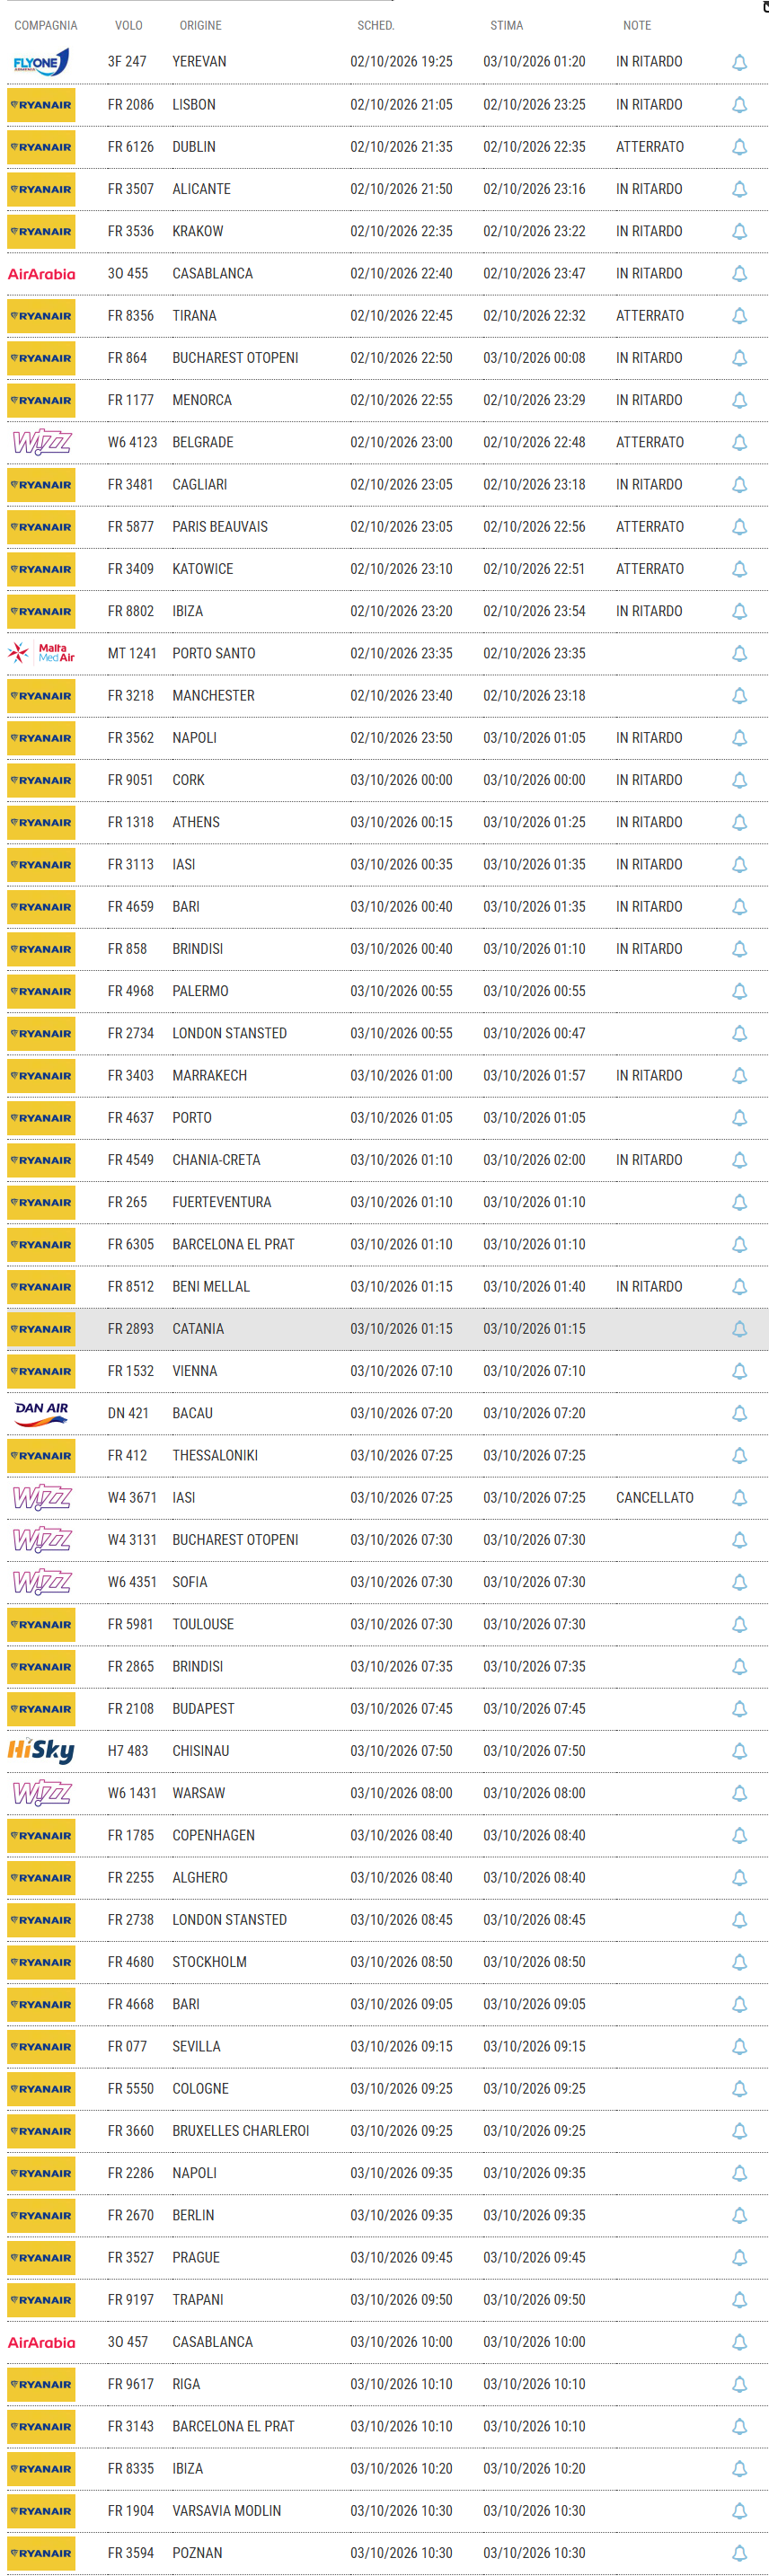 COMPAGNIA VOLO ORIGINE SCHED. STIMA NOTE
FLYONE ARMENIA 3F 247 YEREVAN 02/10/2026 19:25 03/10/2026 01:20 IN RITARDO
RYANAIR FR 2086 LISBON 02/10/2026 21:05 02/10/2026 23:25 IN RITARDO
RYANAIR FR 6126 DUBLIN 02/10/2026 21:35 02/10/2026 22:35 ATTERRATO
RYANAIR FR 3507 ALICANTE 02/10/2026 21:50 02/10/2026 23:16 IN RITARDO
RYANAIR FR 3536 KRAKOW 02/10/2026 22:35 02/10/2026 23:22 IN RITARDO
AirArabia 3O 455 CASABLANCA 02/10/2026 22:40 02/10/2026 23:47 IN RITARDO
RYANAIR FR 8356 TIRANA 02/10/2026 22:45 02/10/2026 22:32 ATTERRATO
RYANAIR FR 864 BUCHAREST OTOPENI 02/10/2026 22:50 03/10/2026 00:08 IN RITARDO
RYANAIR FR 1177 MENORCA 02/10/2026 22:55 02/10/2026 23:29 IN RITARDO
WIZZ W6 4123 BELGRADE 02/10/2026 23:00 02/10/2026 22:48 ATTERRATO
RYANAIR FR 3481 CAGLIARI 02/10/2026 23:05 02/10/2026 23:18 IN RITARDO
RYANAIR FR 5877 PARIS BEAUVAIS 02/10/2026 23:05 02/10/2026 22:56 ATTERRATO
RYANAIR FR 3409 KATOWICE 02/10/2026 23:10 02/10/2026 22:51 ATTERRATO
RYANAIR FR 8802 IBIZA 02/10/2026 23:20 02/10/2026 23:54 IN RITARDO
Malta MedAir MT 1241 PORTO SANTO 02/10/2026 23:35 02/10/2026 23:35
RYANAIR FR 3218 MANCHESTER 02/10/2026 23:40 02/10/2026 23:18
RYANAIR FR 3562 NAPOLI 02/10/2026 23:50 03/10/2026 01:05 IN RITARDO
RYANAIR FR 9051 CORK 03/10/2026 00:00 03/10/2026 00:00 IN RITARDO
RYANAIR FR 1318 ATHENS 03/10/2026 00:15 03/10/2026 01:25 IN RITARDO
RYANAIR FR 3113 IASI 03/10/2026 00:35 03/10/2026 01:35 IN RITARDO
RYANAIR FR 4659 BARI 03/10/2026 00:40 03/10/2026 01:35 IN RITARDO
RYANAIR FR 858 BRINDISI 03/10/2026 00:40 03/10/2026 01:10 IN RITARDO
RYANAIR FR 4968 PALERMO 03/10/2026 00:55 03/10/2026 00:55
RYANAIR FR 2734 LONDON STANSTED 03/10/2026 00:55 03/10/2026 00:47
RYANAIR FR 3403 MARRAKECH 03/10/2026 01:00 03/10/2026 01:57 IN RITARDO
RYANAIR FR 4637 PORTO 03/10/2026 01:05 03/10/2026 01:05
RYANAIR FR 4549 CHANIA-CRETA 03/10/2026 01:10 03/10/2026 02:00 IN RITARDO
RYANAIR FR 265 FUERTEVENTURA 03/10/2026 01:10 03/10/2026 01:10
RYANAIR FR 6305 BARCELONA EL PRAT 03/10/2026 01:10 03/10/2026 01:10
RYANAIR FR 8512 BENI MELLAL 03/10/2026 01:15 03/10/2026 01:40 IN RITARDO
RYANAIR FR 2893 CATANIA 03/10/2026 01:15 03/10/2026 01:15
RYANAIR FR 1532 VIENNA 03/10/2026 07:10 03/10/2026 07:10
DAN AIR DN 421 BACAU 03/10/2026 07:20 03/10/2026 07:20
RYANAIR FR 412 THESSALONIKI 03/10/2026 07:25 03/10/2026 07:25
WIZZ W4 3671 IASI 03/10/2026 07:25 03/10/2026 07:25 CANCELLATO
WIZZ W4 3131 BUCHAREST OTOPENI 03/10/2026 07:30 03/10/2026 07:30
WIZZ W6 4351 SOFIA 03/10/2026 07:30 03/10/2026 07:30
RYANAIR FR 5981 TOULOUSE 03/10/2026 07:30 03/10/2026 07:30
RYANAIR FR 2865 BRINDISI 03/10/2026 07:35 03/10/2026 07:35
RYANAIR FR 2108 BUDAPEST 03/10/2026 07:45 03/10/2026 07:45
HiSky H7 483 CHISINAU 03/10/2026 07:50 03/10/2026 07:50
WIZZ W6 1431 WARSAW 03/10/2026 08:00 03/10/2026 08:00
RYANAIR FR 1785 COPENHAGEN 03/10/2026 08:40 03/10/2026 08:40
RYANAIR FR 2255 ALGHERO 03/10/2026 08:40 03/10/2026 08:40
RYANAIR FR 2738 LONDON STANSTED 03/10/2026 08:45 03/10/2026 08:45
RYANAIR FR 4680 STOCKHOLM 03/10/2026 08:50 03/10/2026 08:50
RYANAIR FR 4668 BARI 03/10/2026 09:05 03/10/2026 09:05
RYANAIR FR 077 SEVILLA 03/10/2026 09:15 03/10/2026 09:15
RYANAIR FR 5550 COLOGNE 03/10/2026 09:25 03/10/2026 09:25
RYANAIR FR 3660 BRUXELLES CHARLEROI 03/10/2026 09:25 03/10/2026 09:25
RYANAIR FR 2286 NAPOLI 03/10/2026 09:35 03/10/2026 09:35
RYANAIR FR 2670 BERLIN 03/10/2026 09:35 03/10/2026 09:35
RYANAIR FR 3527 PRAGUE 03/10/2026 09:45 03/10/2026 09:45
RYANAIR FR 9197 TRAPANI 03/10/2026 09:50 03/10/2026 09:50
AirArabia 3O 457 CASABLANCA 03/10/2026 10:00 03/10/2026 10:00
RYANAIR FR 9617 RIGA 03/10/2026 10:10 03/10/2026 10:10
RYANAIR FR 3143 BARCELONA EL PRAT 03/10/2026 10:10 03/10/2026 10:10
RYANAIR FR 8335 IBIZA 03/10/2026 10:20 03/10/2026 10:20
RYANAIR FR 1904 VARSAVIA MODLIN 03/10/2026 10:30 03/10/2026 10:30
RYANAIR FR 3594 POZNAN 03/10/2026 10:30 03/10/2026 10:30